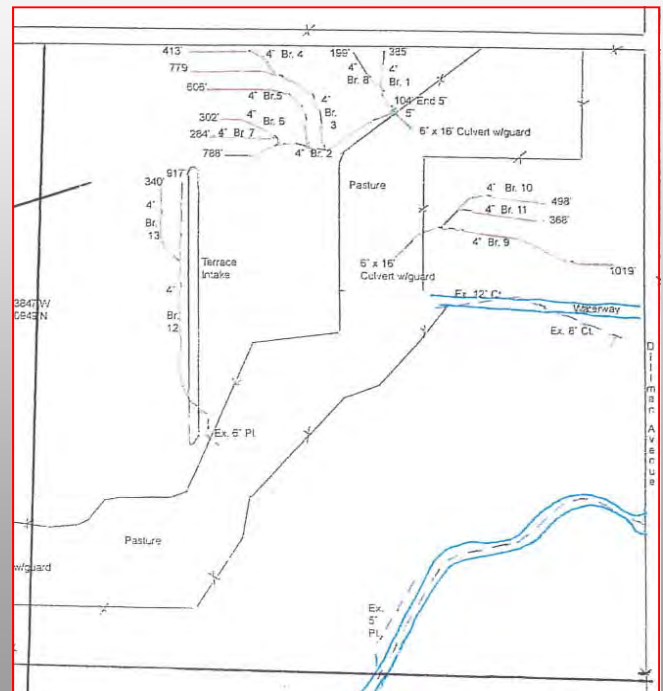 413'
4" Br. 4
199'
385'
779
4"
Br. 8
4"
Br. 1
606'
4" Br.5
4"
Br.
3
104' End 5"
5"
302'
4" Br. 6
284'
4" Br. 7
6" x 16' Culvert w/guard
788'
4" Br. 2
340'
917'
Pasture
4"
Br.
13
4" Br. 10
498'
4" Br. 11
368'
4" Br. 9
Terrace
Intake
6" x 16'
Culvert w/guard
1019'
4"
Br.
12
3847 W
0949 N
Ex. 12" Ct.
Waterway
Ex. 8" Ct.
Dillman Avenue
Ex. 6" Pl.
Pasture
w/guard
Ex.
5"
Pl.